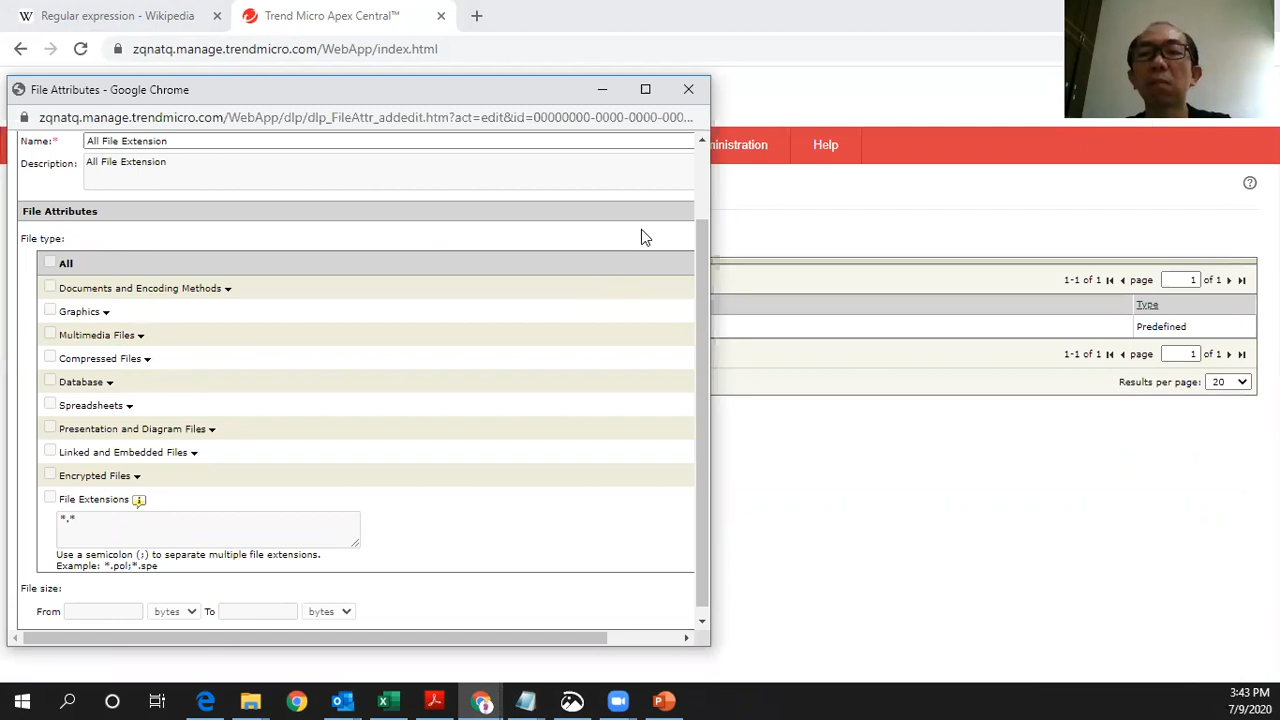 Regular expression - Wikipedia
Trend Micro Apex Central™
zqnatq.manage.trendmicro.com/WebApp/index.html
File Attributes - Google Chrome
zqnatq.manage.trendmicro.com/WebApp/dlp/dlp_FileAttr_addedit.htm?act=edit&id=00000000-0000-0000-000...
Name:* All File Extension
Description: All File Extension
Help
File Attributes
File type:
All
Documents and Encoding Methods
Graphics
Multimedia Files
Compressed Files
Database
Spreadsheets
Presentation and Diagram Files
Linked and Embedded Files
Encrypted Files
File Extensions
*.*
Use a semicolon (;) to separate multiple file extensions.
Example: *.pol;*.spe
File size:
From bytes To bytes
1-1 of 1 page 1 of 1
Type
Predefined
1-1 of 1 page 1 of 1
Results per page: 20
3:43 PM
7/9/2020